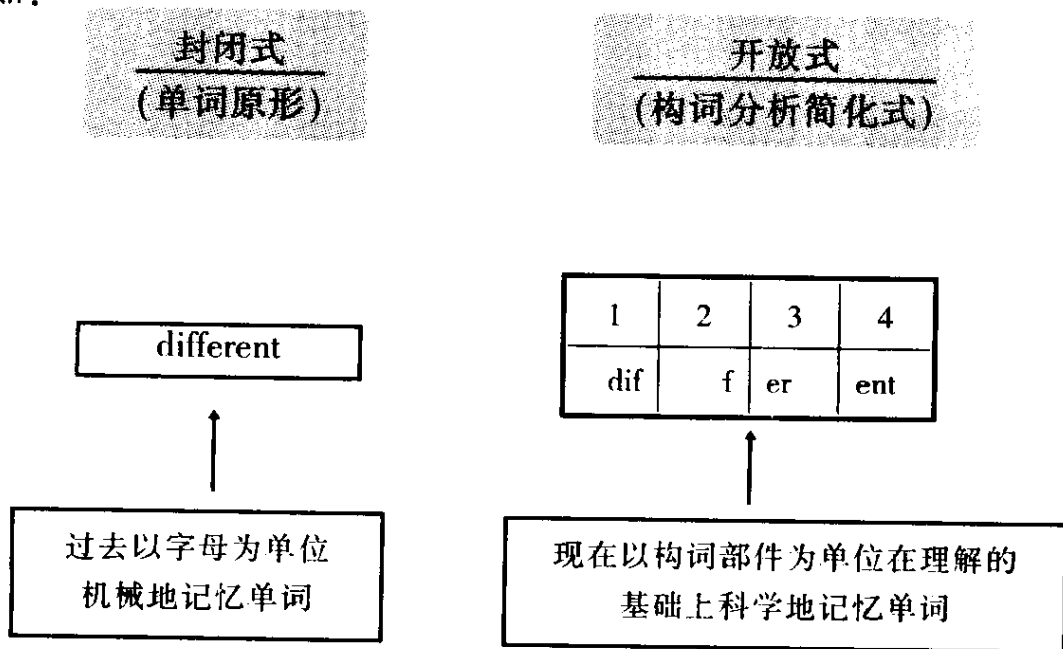 封闭式
(单词原形)
开放式
(构词分析简化式)
different
1 2 3 4
dif f er ent
过去以字母为单位
机械地记忆单词
现在以构词部件为单位在理解的
基础上科学地记忆单词